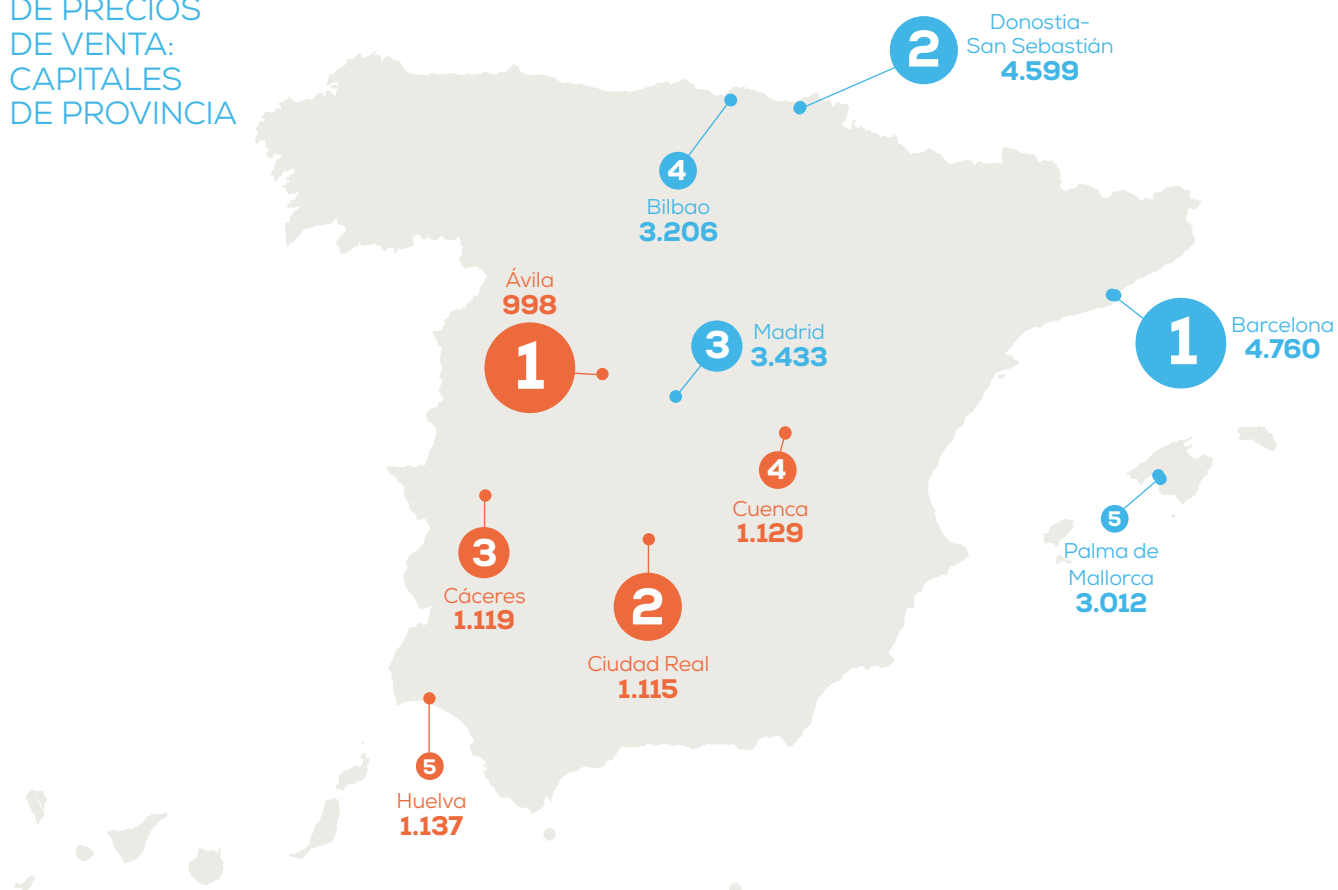 DE PRECIOS
DE VENTA:
CAPITALES
DE PROVINCIA
2
Donostia-
San Sebastián
4.599
4
Bilbao
3.206
Ávila
998
1
3
Madrid
3.433
1
Barcelona
4.760
4
Cuenca
1.129
5
Palma de
Mallorca
3.012
3
Cáceres
1.119
2
Ciudad Real
1.115
5
Huelva
1.137